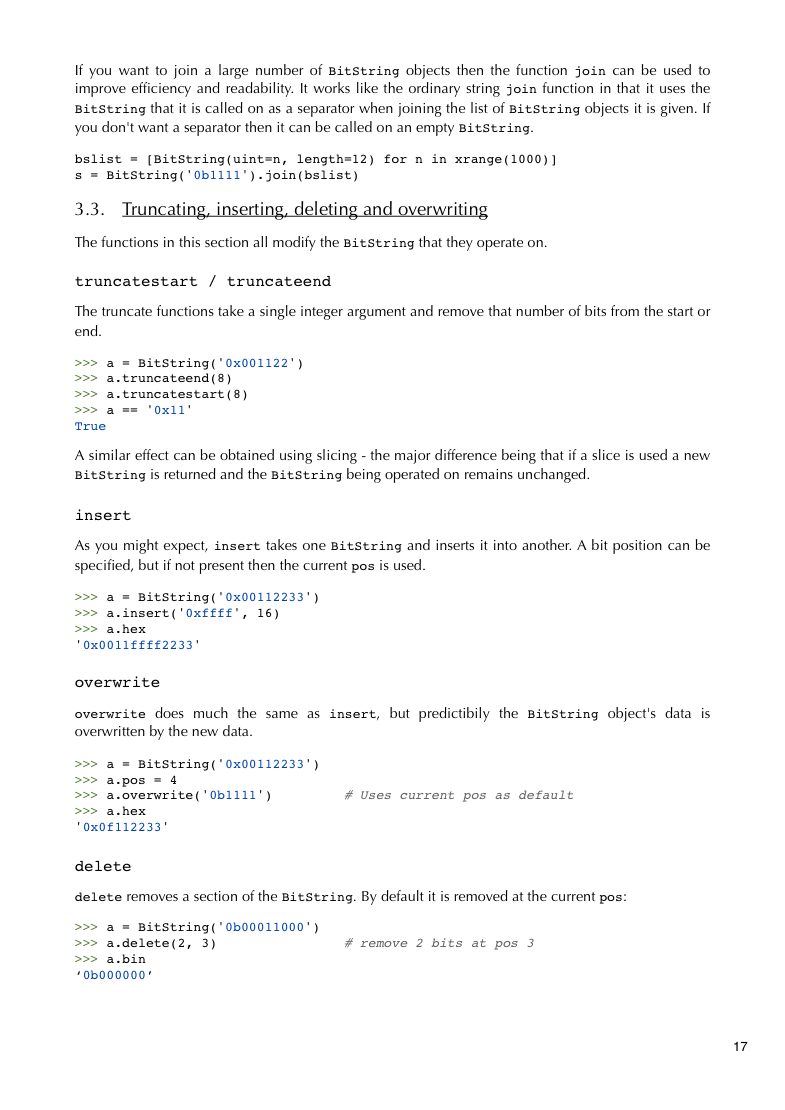 If you want to join a large number of BitString objects then the function join can be used to
improve efficiency and readability. It works like the ordinary string join function in that it uses the
BitString that it is called on as a separator when joining the list of BitString objects it is given. If
you don't want a separator then it can be called on an empty BitString.
bslist = [BitString(uint=n, length=12) for n in xrange(1000)]
s = BitString('0b1111').join(bslist)
3.3. Truncating, inserting, deleting and overwriting
The functions in this section all modify the BitString that they operate on.
truncatestart / truncateend
The truncate functions take a single integer argument and remove that number of bits from the start or
end.
>>> a = BitString('0x001122')
>>> a.truncateend(8)
>>> a.truncatestart(8)
>>> a == '0x11'
True
A similar effect can be obtained using slicing - the major difference being that if a slice is used a new
BitString is returned and the BitString being operated on remains unchanged.
insert
As you might expect, insert takes one BitString and inserts it into another. A bit position can be
specified, but if not present then the current pos is used.
>>> a = BitString('0x00112233')
>>> a.insert('0xffff', 16)
>>> a.hex
'0x0011ffff2233'
overwrite
overwrite does much the same as insert, but predictibily the BitString object's data is
overwritten by the new data.
>>> a = BitString('0x00112233')
>>> a.pos = 4
>>> a.overwrite('0b1111') # Uses current pos as default
>>> a.hex
'0x0f112233'
delete
delete removes a section of the BitString. By default it is removed at the current pos:
>>> a = BitString('0b00011000')
>>> a.delete(2, 3) # remove 2 bits at pos 3
>>> a.bin
‘0b000000’
17